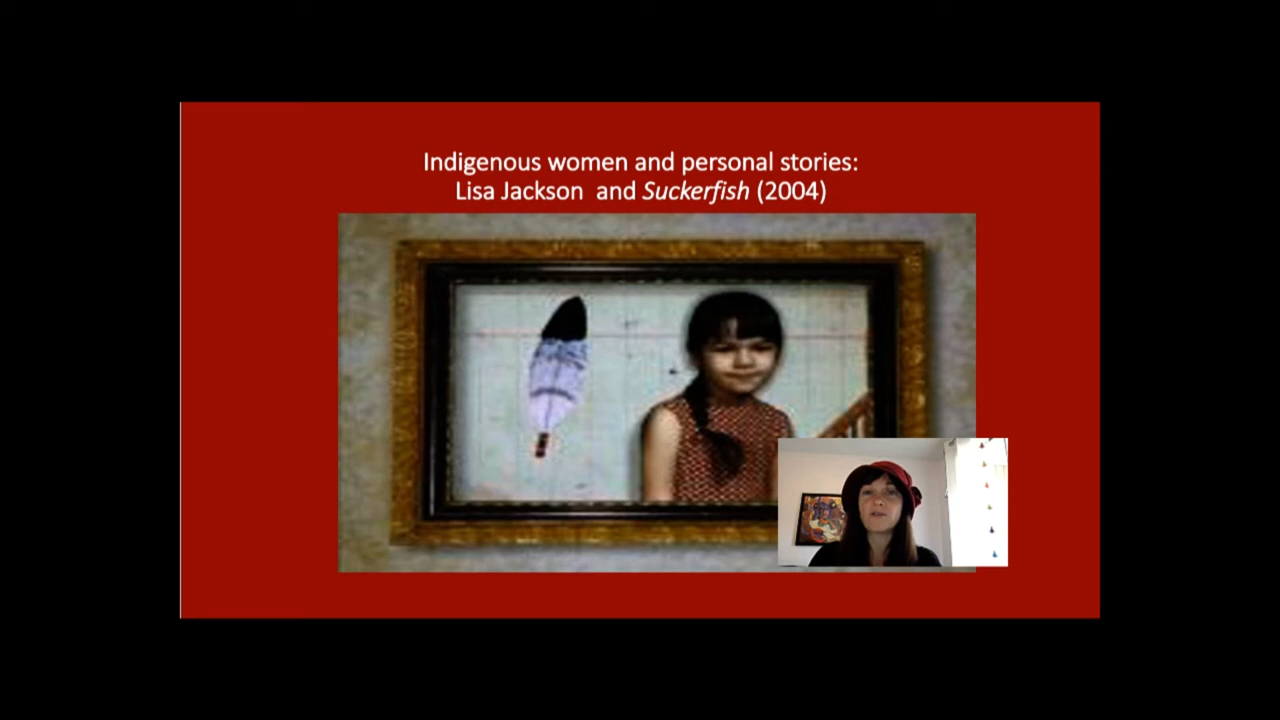 Indigenous women and personal stories:
Lisa Jackson  and Suckerfish (2004)